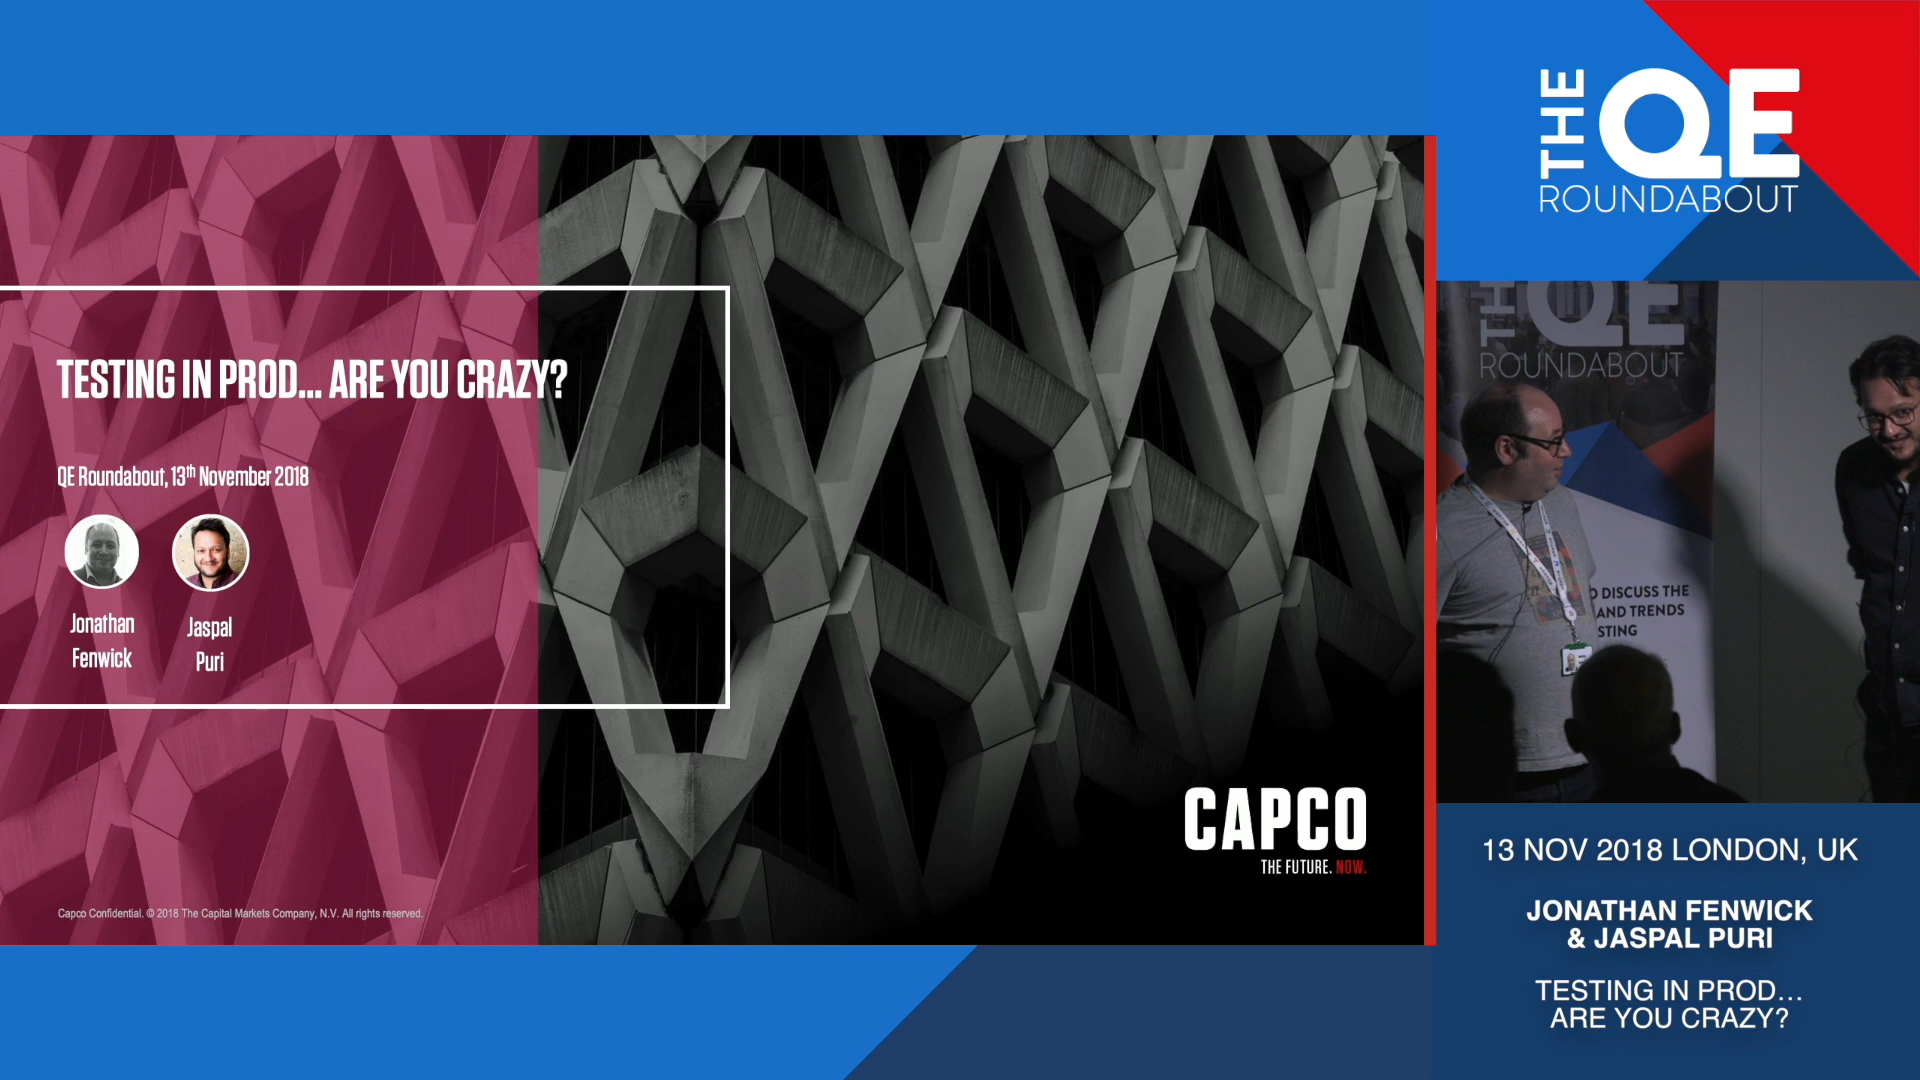 TESTING IN PROD... ARE YOU CRAZY?
QE Roundabout, 13th November 2018
Jonathan
Fenwick
Jaspal
Puri
CAPCO
THE FUTURE. NOW.
Capco Confidential. © 2018 The Capital Markets Company, N.V. All rights reserved.
THE QE
ROUNDABOUT
THE QE
ROUNDABOUT
DISCUSS THE
AND TRENDS
STING
13 NOV 2018 LONDON, UK
JONATHAN FENWICK
& JASPAL PURI
TESTING IN PROD...
ARE YOU CRAZY?